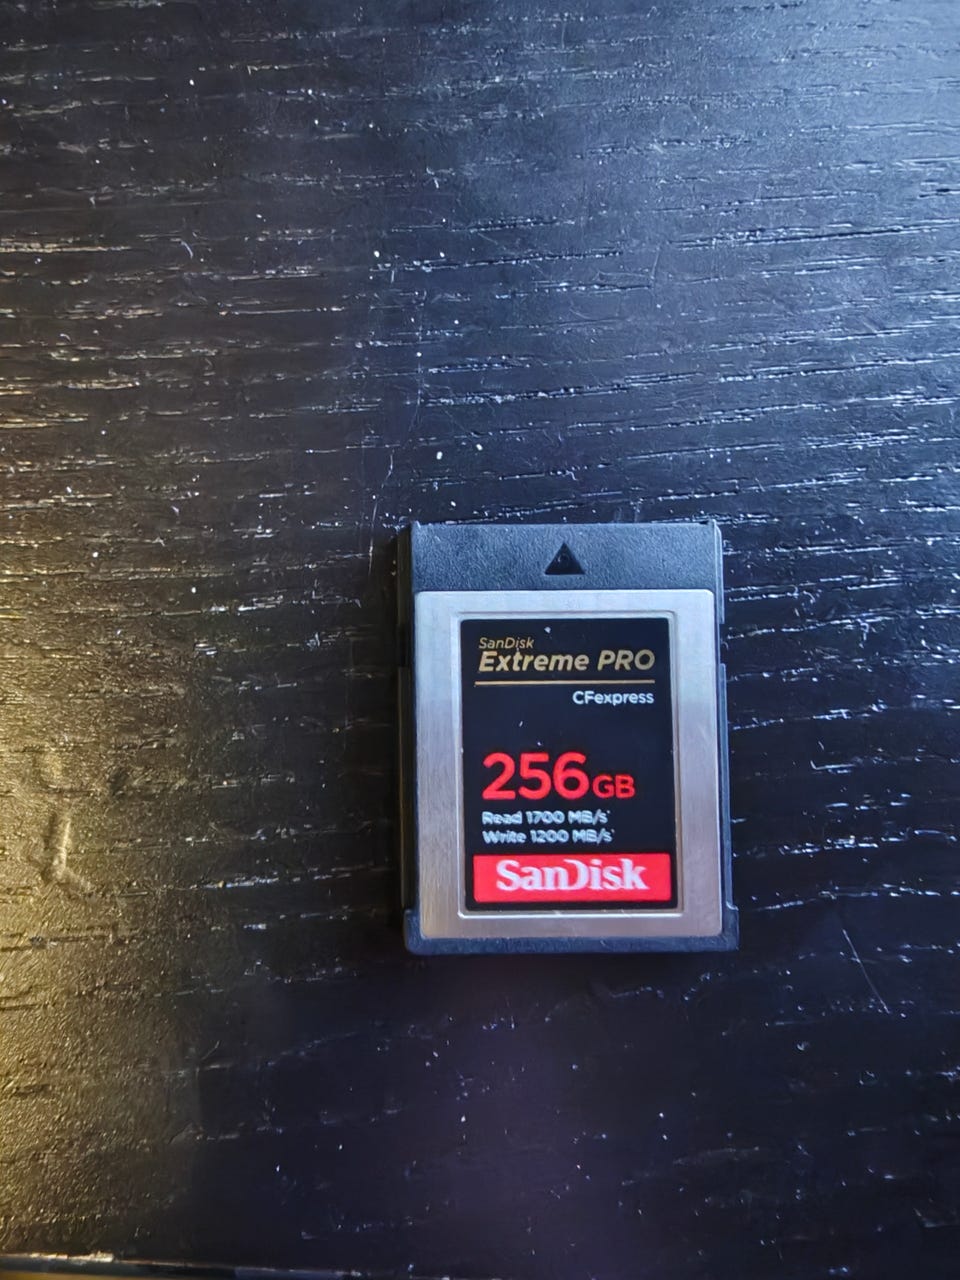 SanDisk
Extreme PRO
CFexpress
256GB
Read 1700 MB/s*
Write 1200 MB/s*
SanDisk